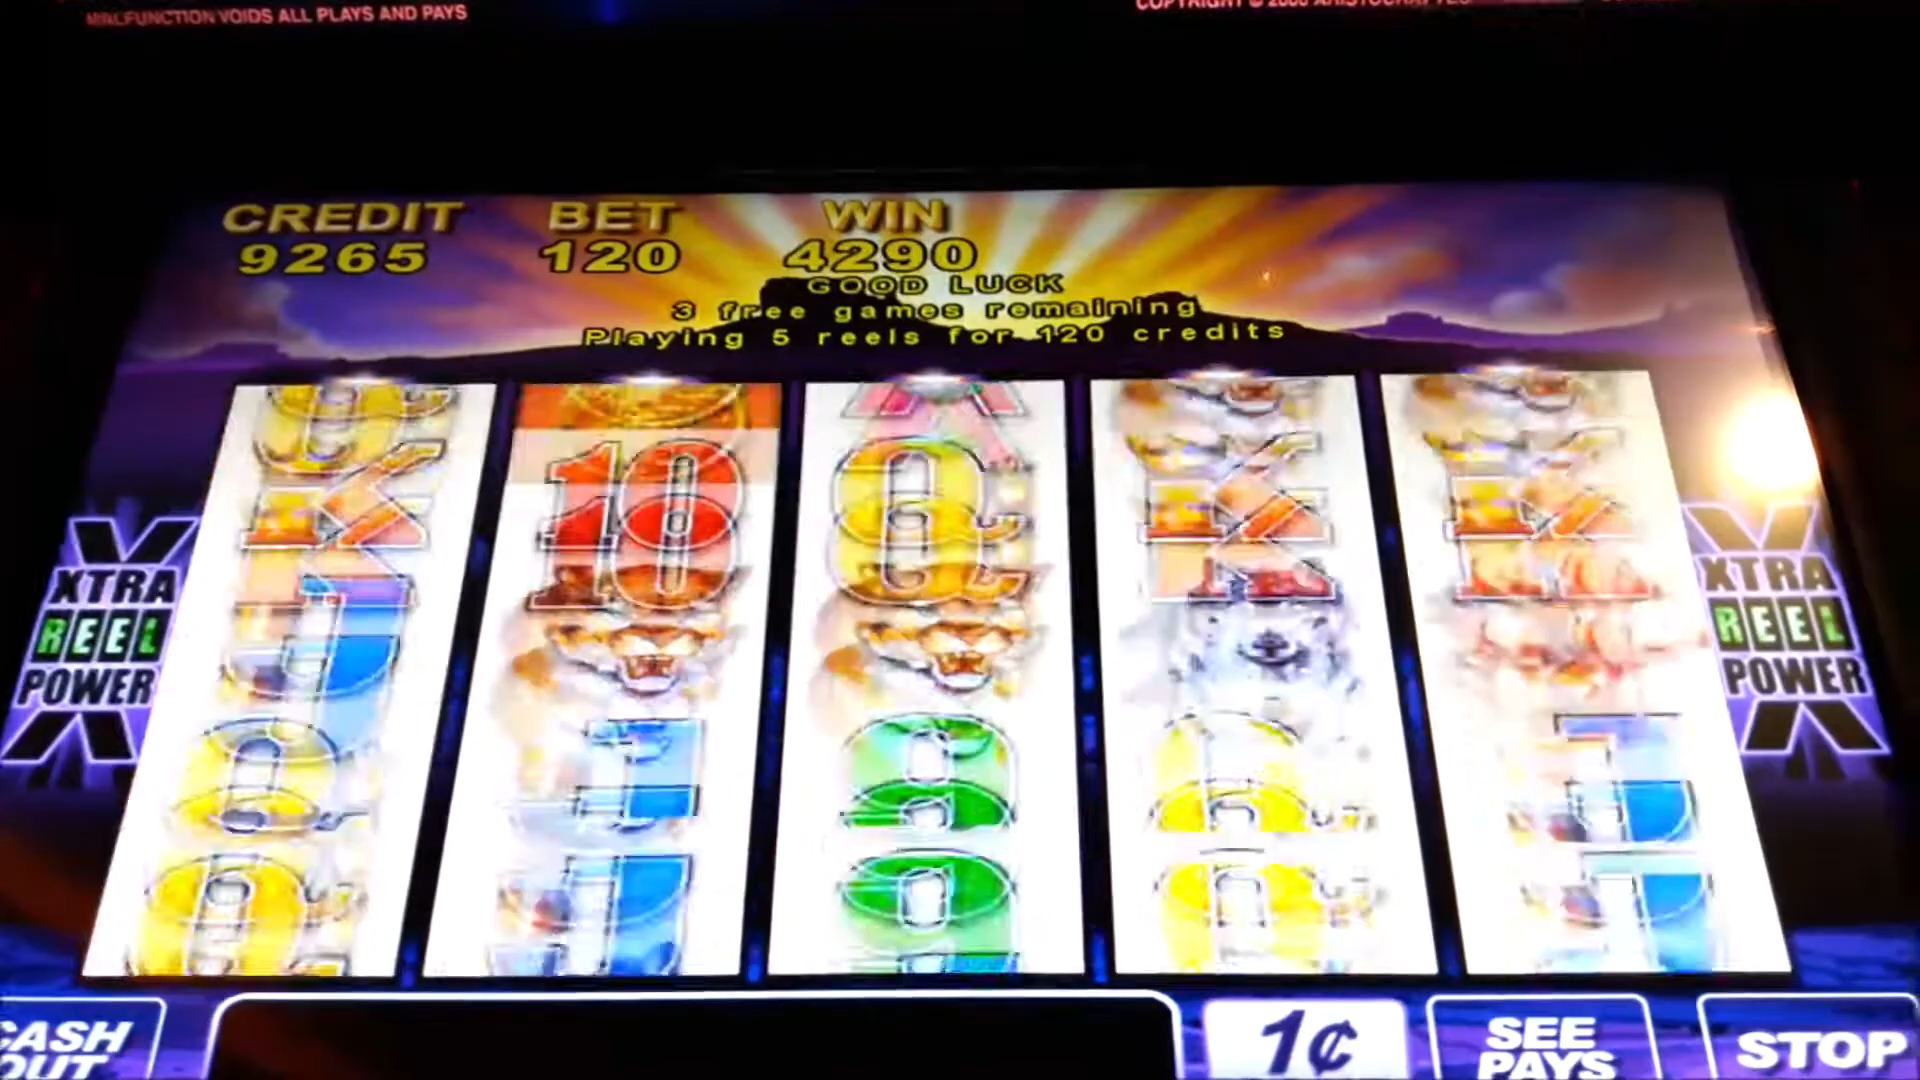 MALFUNCTION VOIDS ALL PLAYS AND PAYS
CREDIT BET WIN
9265 120 4290
GOOD LUCK
3 free games remaining
Playing 5 reels for 120 credits
XTRA
REEL
POWER
XTRA
REEL
POWER
CASH
OUT
1¢
SEE
PAYS
STOP